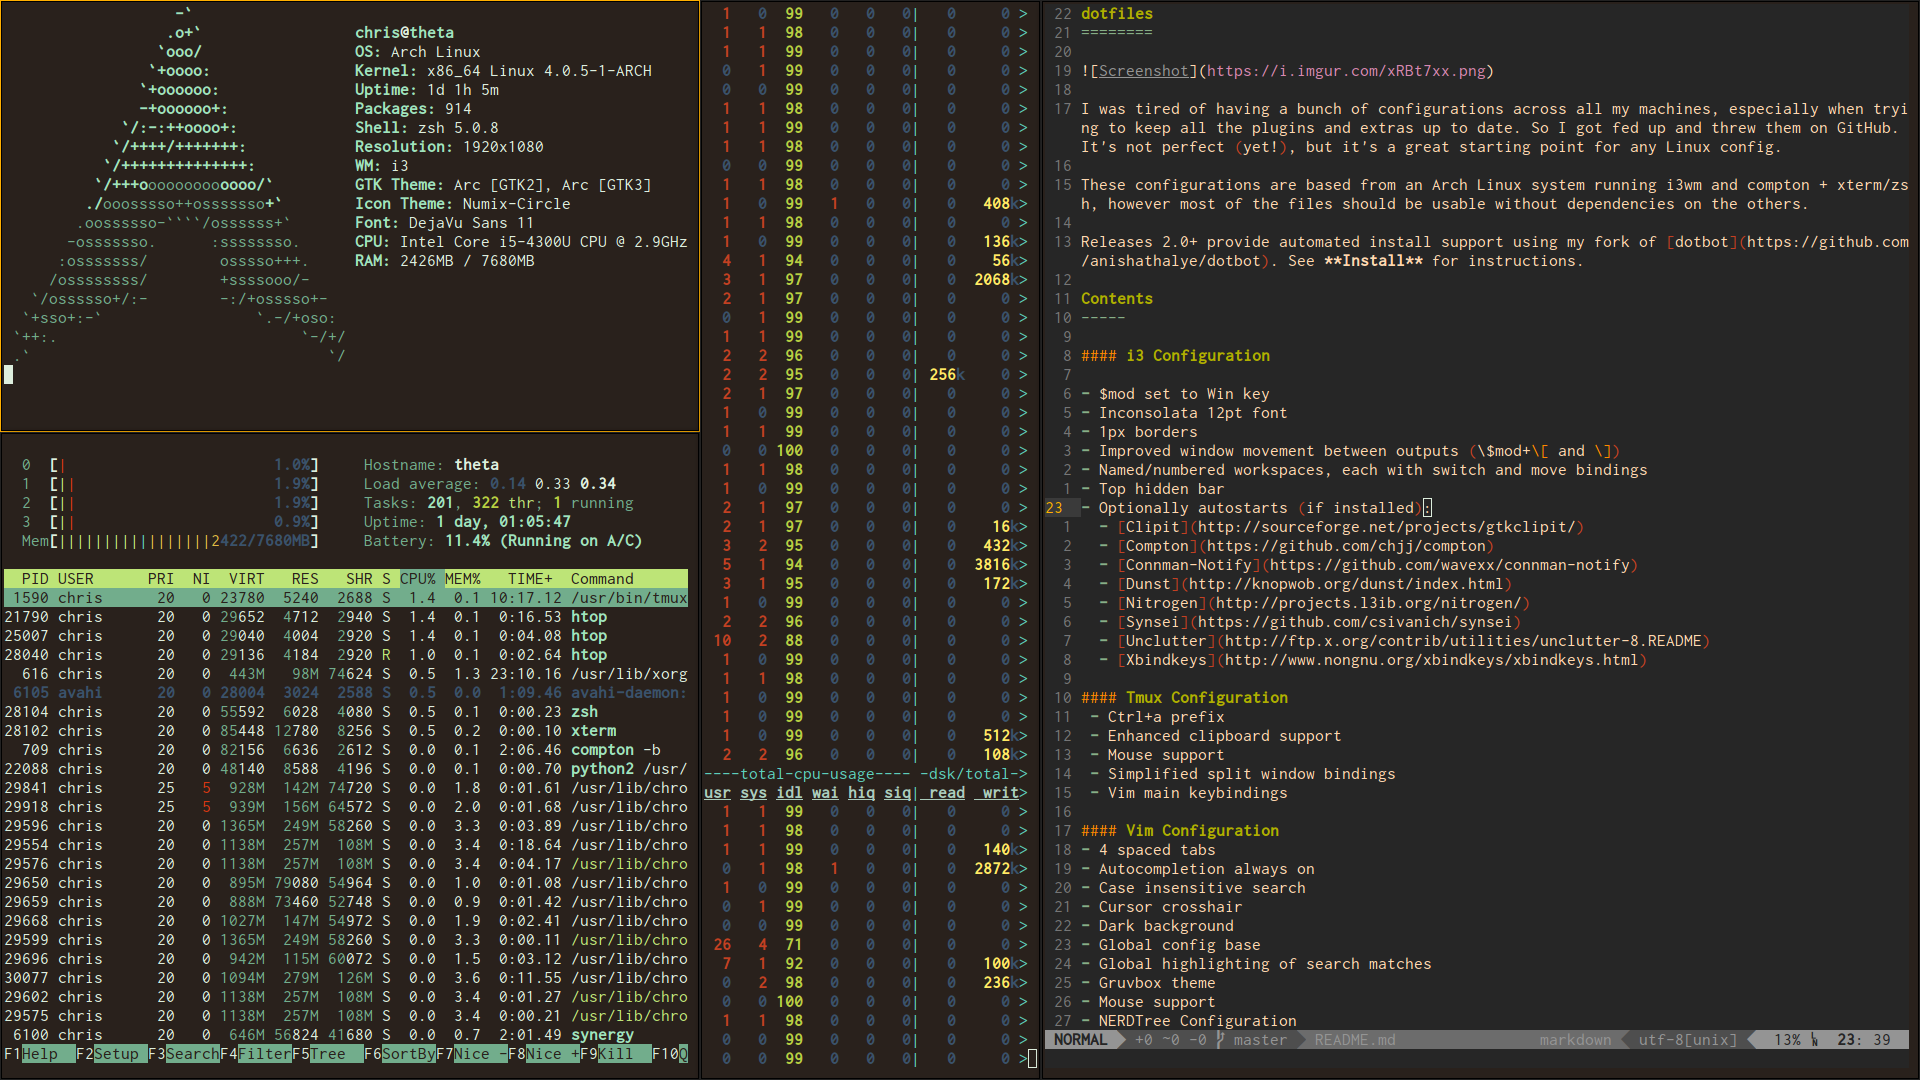 chris@theta
OS: Arch Linux
Kernel: x86_64 Linux 4.0.5-1-ARCH
Uptime: 1d 1h 5m
Packages: 914
Shell: zsh 5.0.8
Resolution: 1920x1080
WM: i3
GTK Theme: Arc [GTK2], Arc [GTK3]
Icon Theme: Numix-Circle
Font: DejaVu Sans 11
CPU: Intel Core i5-4300U CPU @ 2.9GHz
RAM: 2426MB / 7680MB
0 [| 1.0%] Hostname: theta
1 [|| 1.9%] Load average: 0.14 0.33 0.34
2 [|| 1.9%] Tasks: 201, 322 thr; 1 running
3 [|| 0.9%] Uptime: 1 day, 01:05:47
Mem[|||||||||||||||||2422/7680MB] Battery: 11.4% (Running on A/C)
PID USER PRI NI VIRT RES SHR S CPU% MEM% TIME+ Command
1590 chris 20 0 23780 5240 2688 S 1.4 0.1 10:17.12 /usr/bin/tmux
21790 chris 20 0 29652 4712 2940 S 1.4 0.1 0:16.53 htop
25007 chris 20 0 29040 4004 2920 S 1.4 0.1 0:04.08 htop
28040 chris 20 0 29136 4184 2920 R 1.0 0.1 0:02.64 htop
616 chris 20 0 443M 98M 74624 S 0.5 1.3 23:10.16 /usr/lib/xorg
6105 avahi 20 0 28004 3024 2588 S 0.5 0.0 1:09.46 avahi-daemon:
28104 chris 20 0 55592 6028 4080 S 0.5 0.1 0:00.23 zsh
28102 chris 20 0 85448 12780 8256 S 0.5 0.2 0:00.10 xterm
709 chris 20 0 82156 6636 2612 S 0.0 0.1 2:06.46 compton -b
22088 chris 20 0 48140 8588 4196 S 0.0 0.1 0:00.70 python2 /usr/
29841 chris 25 5 928M 142M 74720 S 0.0 1.8 0:01.61 /usr/lib/chro
29918 chris 25 5 939M 156M 64572 S 0.0 2.0 0:01.68 /usr/lib/chro
29596 chris 20 0 1365M 249M 58260 S 0.0 3.3 0:03.89 /usr/lib/chro
29554 chris 20 0 1138M 257M 108M S 0.0 3.4 0:18.64 /usr/lib/chro
29576 chris 20 0 1138M 257M 108M S 0.0 3.4 0:04.17 /usr/lib/chro
29650 chris 20 0 895M 79080 54964 S 0.0 1.0 0:01.08 /usr/lib/chro
29659 chris 20 0 888M 73460 52748 S 0.0 0.9 0:01.42 /usr/lib/chro
29668 chris 20 0 1027M 147M 54972 S 0.0 1.9 0:02.41 /usr/lib/chro
29599 chris 20 0 1365M 249M 58260 S 0.0 3.3 0:00.11 /usr/lib/chro
29696 chris 20 0 942M 115M 60072 S 0.0 1.5 0:03.12 /usr/lib/chro
30077 chris 20 0 1094M 279M 126M S 0.0 3.6 0:11.55 /usr/lib/chro
29602 chris 20 0 1138M 257M 108M S 0.0 3.4 0:01.27 /usr/lib/chro
29575 chris 20 0 1138M 257M 108M S 0.0 3.4 0:00.21 /usr/lib/chro
6100 chris 20 0 646M 56824 41680 S 0.0 0.7 2:01.49 synergy
F1Help F2Setup F3SearchF4FilterF5Tree F6SortByF7Nice -F8Nice +F9Kill F10Q
1 0 99 0 0 0| 0 0 >
1 1 98 0 0 0| 0 0 >
1 1 99 0 0 0| 0 0 >
0 1 99 0 0 0| 0 0 >
0 0 99 0 0 0| 0 0 >
1 1 98 0 0 0| 0 0 >
1 1 99 0 0 0| 0 0 >
1 1 98 0 0 0| 0 0 >
0 0 99 0 0 0| 0 0 >
1 1 98 0 0 0| 0 0 >
1 0 99 1 0 0| 0 408k>
1 1 98 0 0 0| 0 0 >
1 0 99 0 0 0| 0 136k>
4 1 94 0 0 0| 0 56k>
3 1 97 0 0 0| 0 2068k>
2 1 97 0 0 0| 0 0 >
0 1 99 0 0 0| 0 0 >
1 1 99 0 0 0| 0 0 >
2 2 96 0 0 0| 0 0 >
2 2 95 0 0 0| 256k 0 >
2 1 97 0 0 0| 0 0 >
1 0 99 0 0 0| 0 0 >
1 1 99 0 0 0| 0 0 >
0 0 100 0 0 0| 0 0 >
1 1 98 0 0 0| 0 0 >
1 0 99 0 0 0| 0 0 >
2 1 97 0 0 0| 0 0 >
2 1 97 0 0 0| 0 16k>
3 2 95 0 0 0| 0 432k>
5 1 94 0 0 0| 0 3816k>
3 1 95 0 0 0| 0 172k>
1 0 99 0 0 0| 0 0 >
2 2 96 0 0 0| 0 0 >
10 2 88 0 0 0| 0 0 >
1 0 99 0 0 0| 0 0 >
1 1 98 0 0 0| 0 0 >
1 0 99 0 0 0| 0 0 >
1 0 99 0 0 0| 0 0 >
1 0 99 0 0 0| 0 512k>
2 2 96 0 0 0| 0 108k>
----total-cpu-usage---- -dsk/total->
usr sys idl wai hiq siq| read writ>
1 1 99 0 0 0| 0 0 >
1 1 98 0 0 0| 0 0 >
1 1 99 0 0 0| 0 140k>
0 1 98 1 0 0| 0 2872k>
1 0 99 0 0 0| 0 0 >
0 1 99 0 0 0| 0 0 >
0 0 99 0 0 0| 0 0 >
26 4 71 0 0 0| 0 0 >
7 1 92 0 0 0| 0 100k>
0 2 98 0 0 0| 0 236k>
0 0 100 0 0 0| 0 0 >
1 1 98 0 0 0| 0 0 >
0 0 99 0 0 0| 0 0 >
0 0 99 0 0 0| 0 0 >
22 dotfiles
21 ========
20
19 ![Screenshot](https://i.imgur.com/xRBt7xx.png)
18
17 I was tired of having a bunch of configurations across all my machines, especially when tryi
ng to keep all the plugins and extras up to date. So I got fed up and threw them on GitHub.
It's not perfect (yet!), but it's a great starting point for any Linux config.
16
15 These configurations are based from an Arch Linux system running i3wm and compton + xterm/zs
h, however most of the files should be usable without dependencies on the others.
14
13 Releases 2.0+ provide automated install support using my fork of [dotbot](https://github.com
/anishathalye/dotbot). See **Install** for instructions.
12
11 Contents
10 -----
9
8 #### i3 Configuration
7
6 - $mod set to Win key
5 - Inconsolata 12pt font
4 - 1px borders
3 - Improved window movement between outputs (\$mod+\[ and \])
2 - Named/numbered workspaces, each with switch and move bindings
1 - Top hidden bar
23 - Optionally autostarts (if installed):
1 - [Clipit](http://sourceforge.net/projects/gtkclipit/)
2 - [Compton](https://github.com/chjj/compton)
3 - [Connman-Notify](https://github.com/wavexx/connman-notify)
4 - [Dunst](http://knopwob.org/dunst/index.html)
5 - [Nitrogen](http://projects.l3ib.org/nitrogen/)
6 - [Synsei](https://github.com/csivanich/synsei)
7 - [Unclutter](http://ftp.x.org/contrib/utilities/unclutter-8.README)
8 - [Xbindkeys](http://www.nongnu.org/xbindkeys/xbindkeys.html)
9
10 #### Tmux Configuration
11 - Ctrl+a prefix
12 - Enhanced clipboard support
13 - Mouse support
14 - Simplified split window bindings
15 - Vim main keybindings
16
17 #### Vim Configuration
18 - 4 spaced tabs
19 - Autocompletion always on
20 - Case insensitive search
21 - Cursor crosshair
22 - Dark background
23 - Global config base
24 - Global highlighting of search matches
25 - Gruvbox theme
26 - Mouse support
27 - NERDTree Configuration
NORMAL +0 ~0 -0 master README.md markdown utf-8[unix] 13% 23: 39